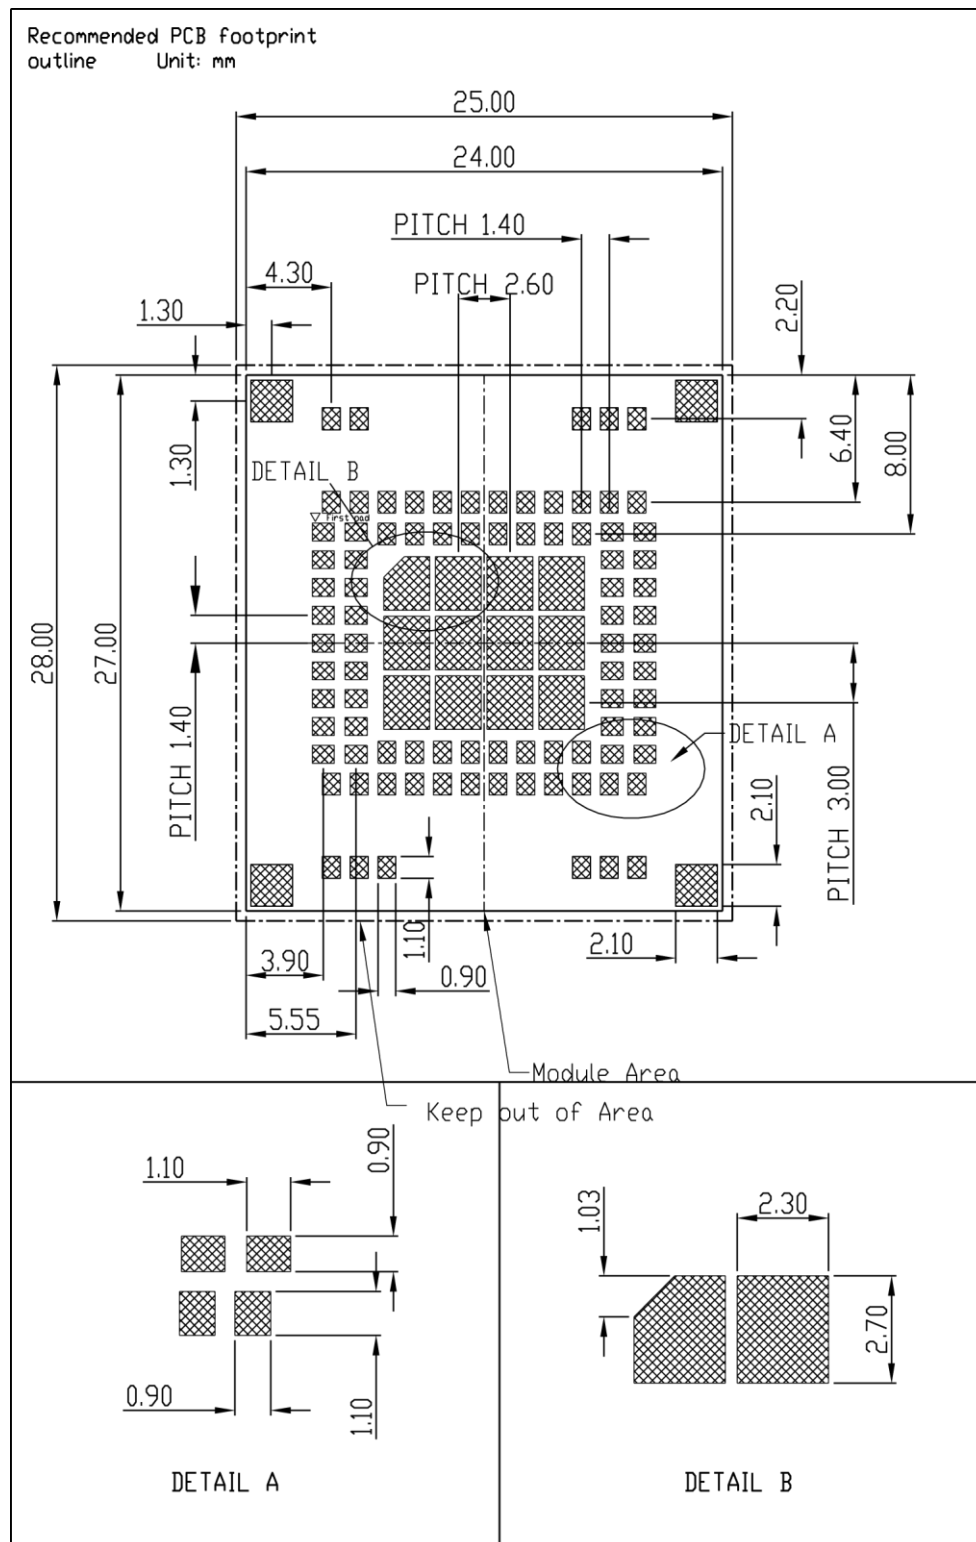 Recommended PCB footprint
outline Unit: mm
25.00
24.00
PITCH 1.40
4.30
PITCH 2.60
1.30
2.20
1.30
DETAIL B
6.40
8.00
First pad
28.00
27.00
PITCH 1.40
DETAIL A
2.10
PITCH 3.00
1.10
2.10
3.90
0.90
5.55
Module Area
Keep out of Area
1.10
0.90
0.90
1.10
DETAIL A
1.03
2.30
2.70
DETAIL B